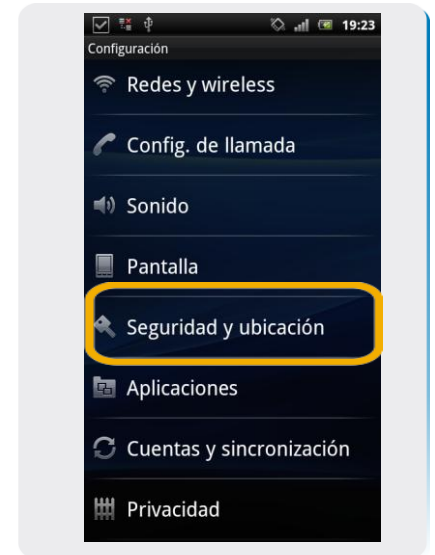 19:23
Configuración
Redes y wireless
Config. de llamada
Sonido
Pantalla
Seguridad y ubicación
Aplicaciones
Cuentas y sincronización
Privacidad